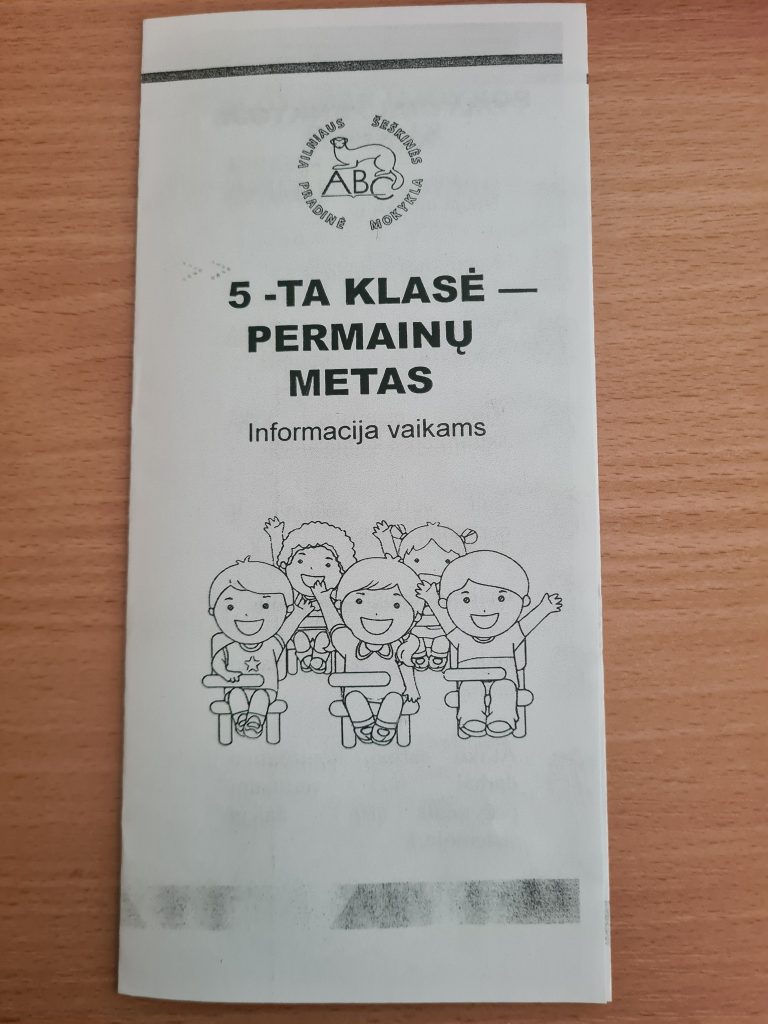 VILNIAUS ŠEŠKINĖS
ABC
PRADINĖ MOKYKLA
5 -TA KLASĖ —
PERMAINŲ
METAS
Informacija vaikams